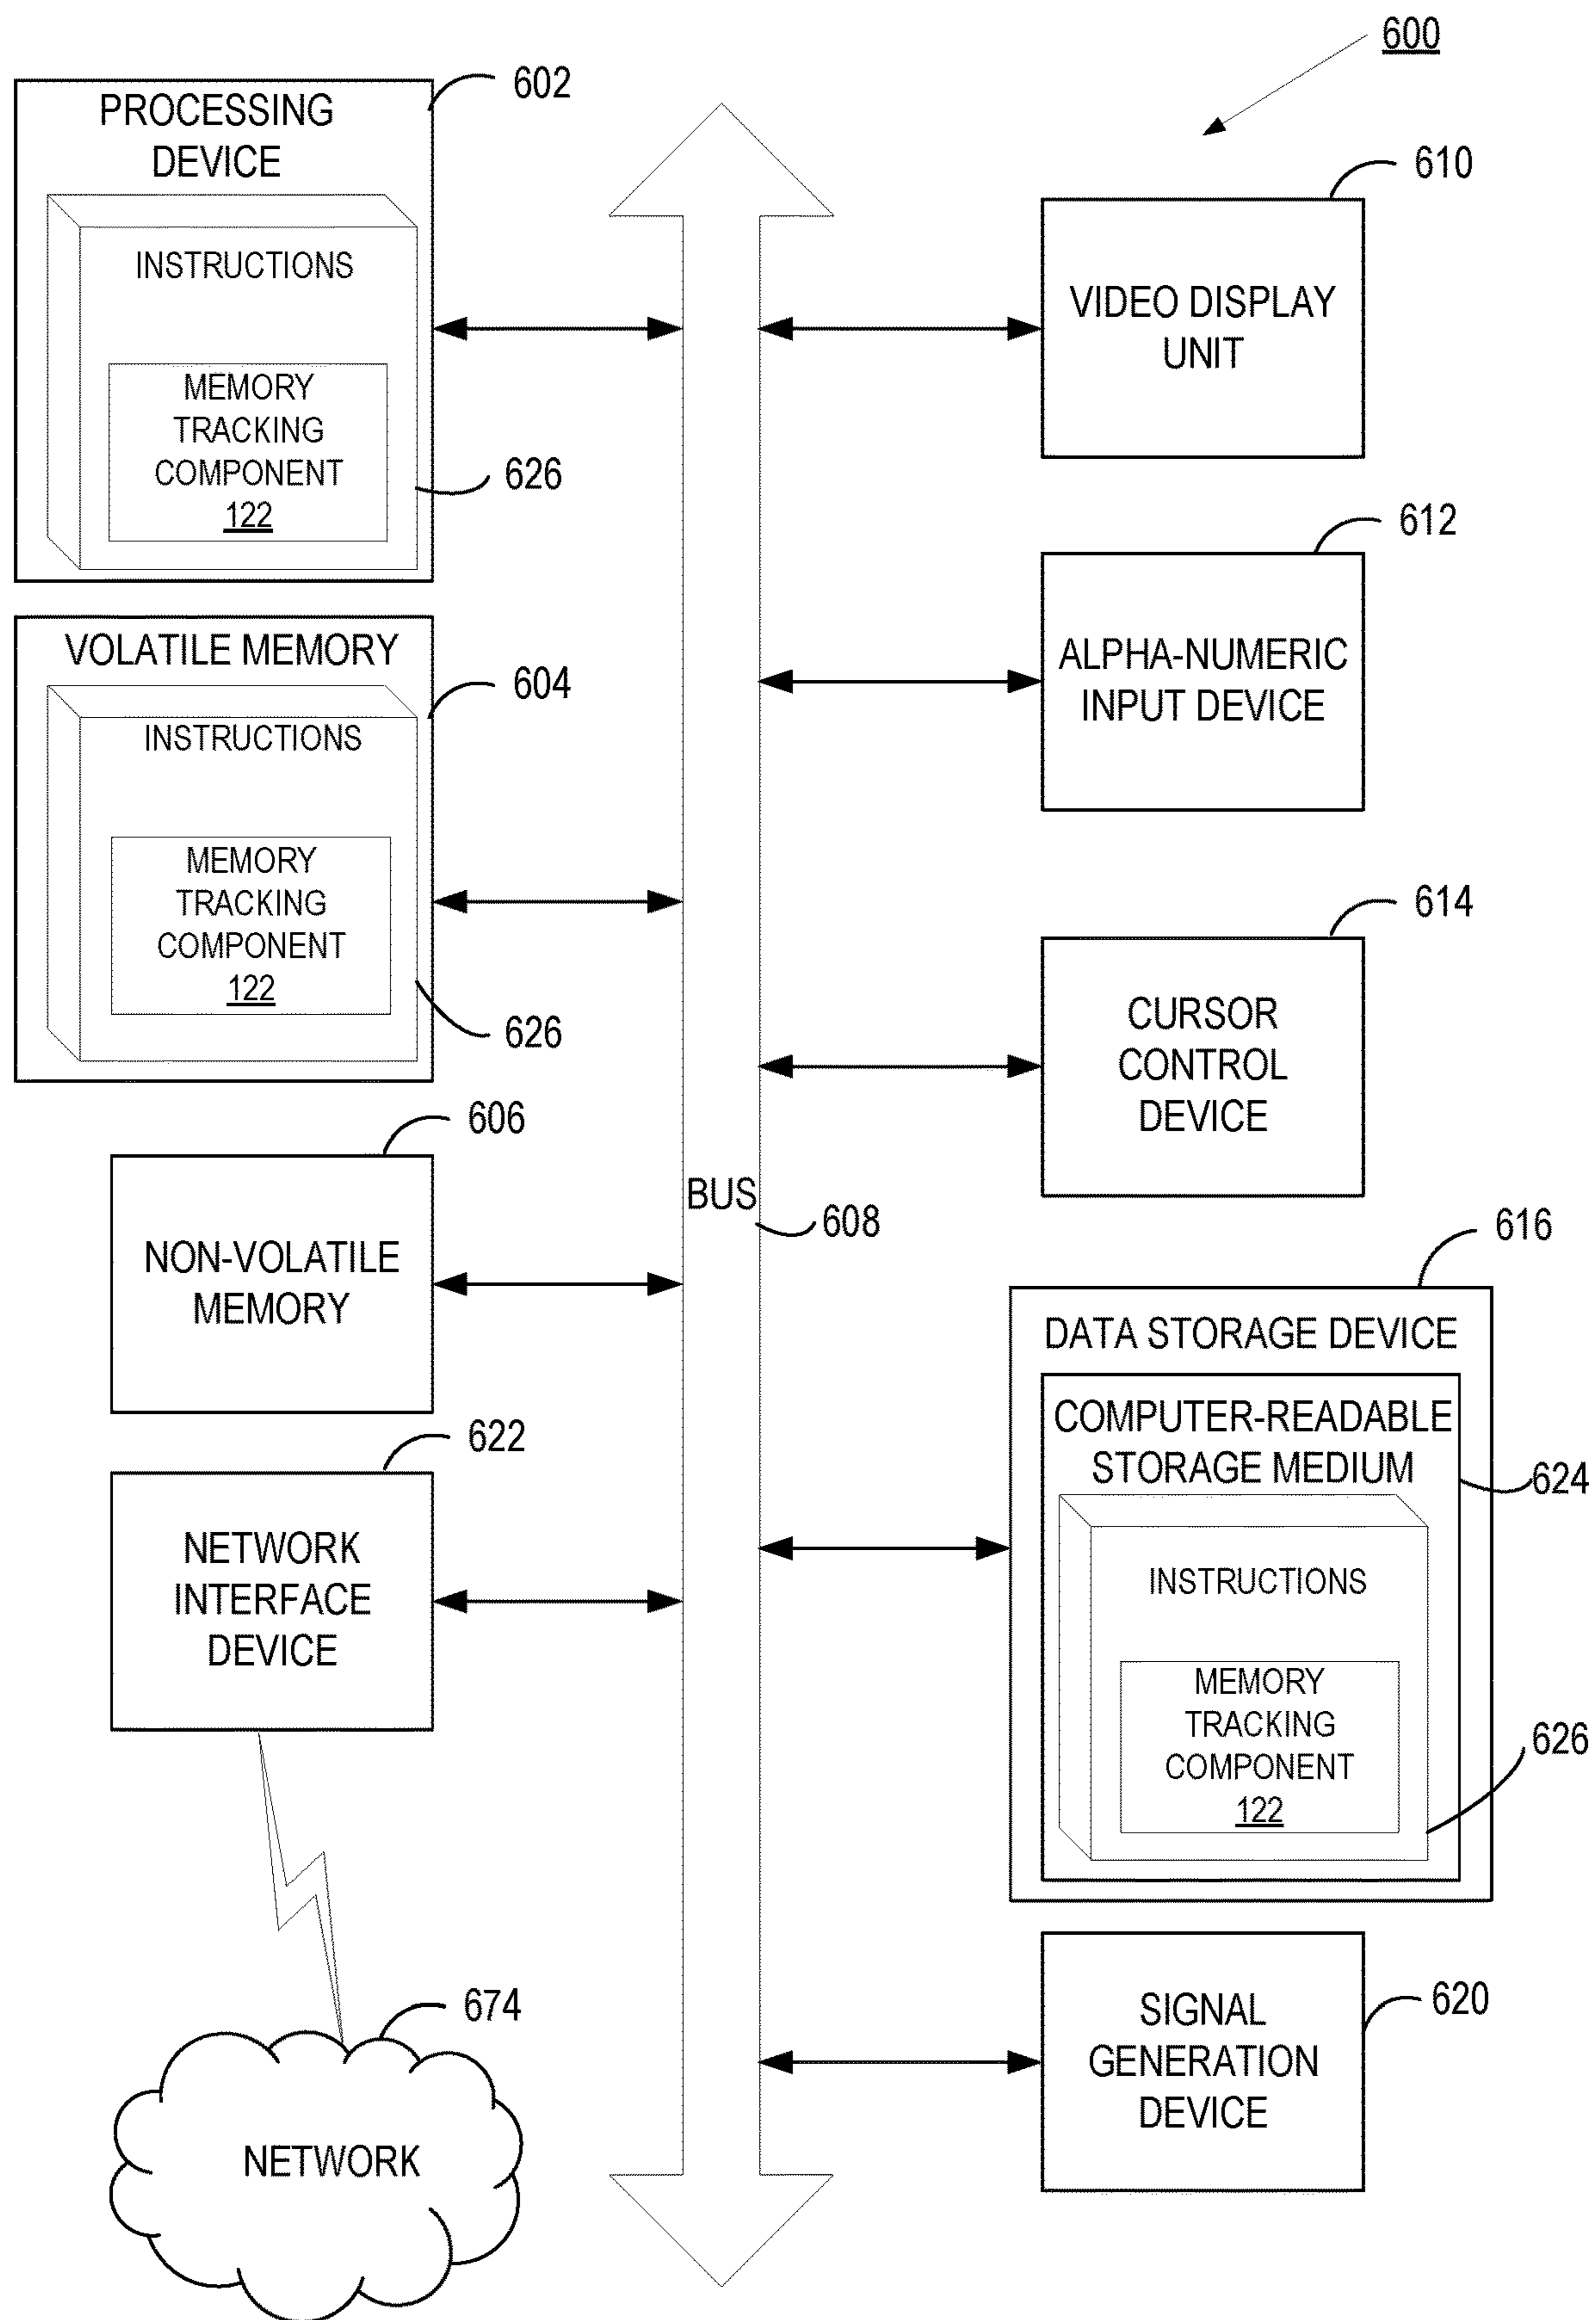 600
602
PROCESSING
DEVICE
INSTRUCTIONS
MEMORY
TRACKING
COMPONENT
122
626
VOLATILE MEMORY
604
INSTRUCTIONS
MEMORY
TRACKING
COMPONENT
122
626
606
NON-VOLATILE
MEMORY
622
NETWORK
INTERFACE
DEVICE
674
NETWORK
BUS
608
610
VIDEO DISPLAY
UNIT
612
ALPHA-NUMERIC
INPUT DEVICE
614
CURSOR
CONTROL
DEVICE
616
DATA STORAGE DEVICE
COMPUTER-READABLE
STORAGE MEDIUM
624
INSTRUCTIONS
MEMORY
TRACKING
COMPONENT
122
626
620
SIGNAL
GENERATION
DEVICE